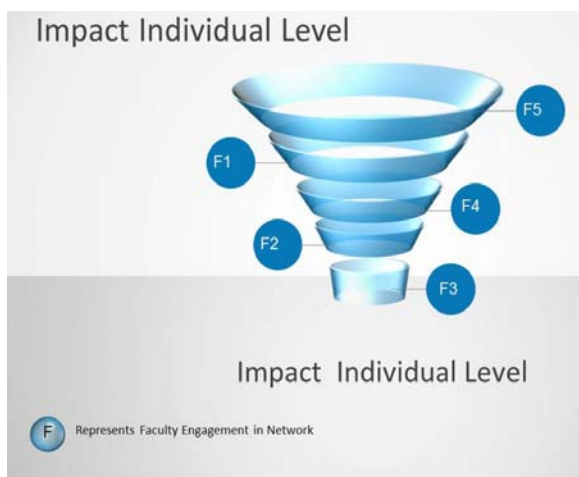 Impact Individual Level
F5
F1
F4
F2
F3
Impact Individual Level
F
Represents Faculty Engagement in Network